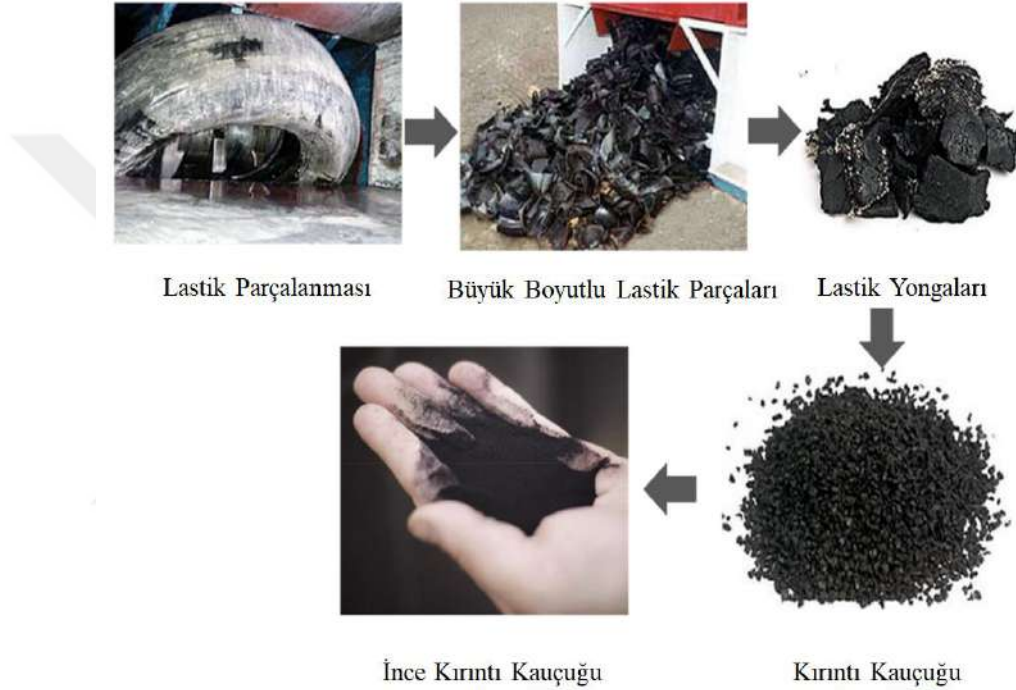 Lastik Parçalanması
Büyük Boyutlu Lastik Parçaları
Lastik Yongaları
Kırıntı Kauçuğu
İnce Kırıntı Kauçuğu